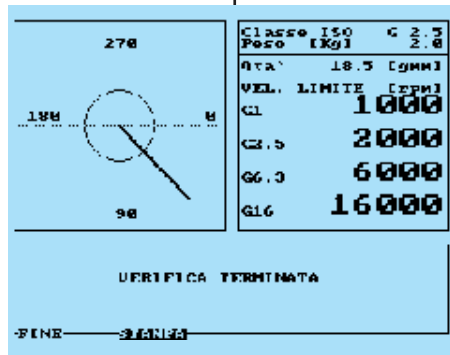 270
180 0
90
Classo ISO G 2.5
Peso [Kg] 2.0
Qta` 18.5 [gmm]
VEL. LIMITE [rpm]
G1 1000
G2.5 2000
G6.3 6000
G16 16000
VERIFICA TERMINATA
FINE STAMPA